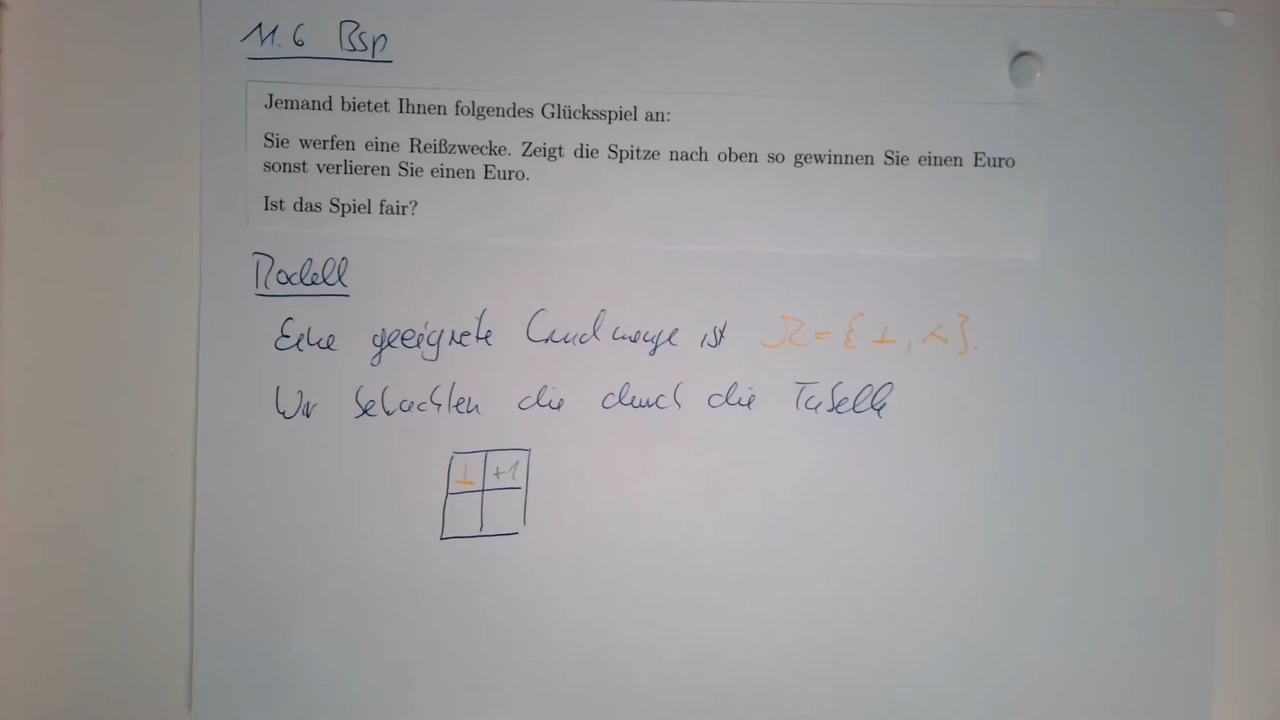 11.6 Bsp
Jemand bietet Ihnen folgendes Glücksspiel an:
Sie werfen eine Reißzwecke. Zeigt die Spitze nach oben so gewinnen Sie einen Euro
sonst verlieren Sie einen Euro.
Ist das Spiel fair?
Modell
Eine geeignete Grundmenge ist Ω = {⊥, ⋌}.
Wir betrachten die durch die Tabelle
⊥ +1